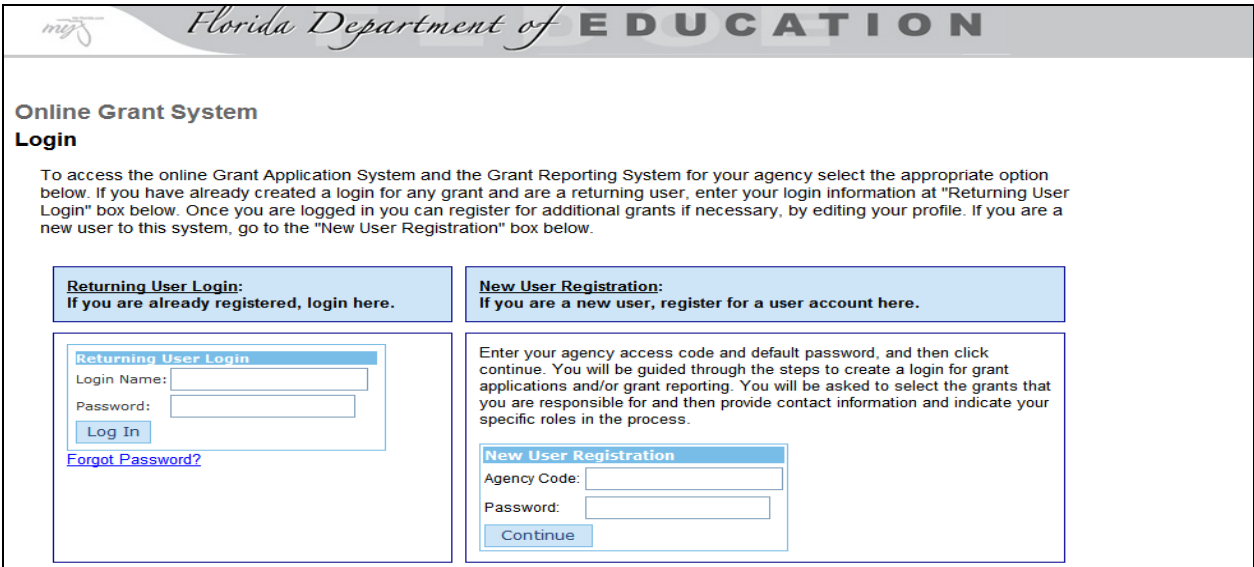 Florida Department of EDUCATION
Online Grant System
Login
To access the online Grant Application System and the Grant Reporting System for your agency select the appropriate option
below. If you have already created a login for any grant and are a returning user, enter your login information at "Returning User
Login" box below. Once you are logged in you can register for additional grants if necessary, by editing your profile. If you are a
new user to this system, go to the "New User Registration" box below.
Returning User Login:
If you are already registered, login here.
Returning User Login
Login Name:
Password:
Log In
Forgot Password?
New User Registration:
If you are a new user, register for a user account here.
Enter your agency access code and default password, and then click
continue. You will be guided through the steps to create a login for grant
applications and/or grant reporting. You will be asked to select the grants that
you are responsible for and then provide contact information and indicate your
specific roles in the process.
New User Registration
Agency Code:
Password:
Continue